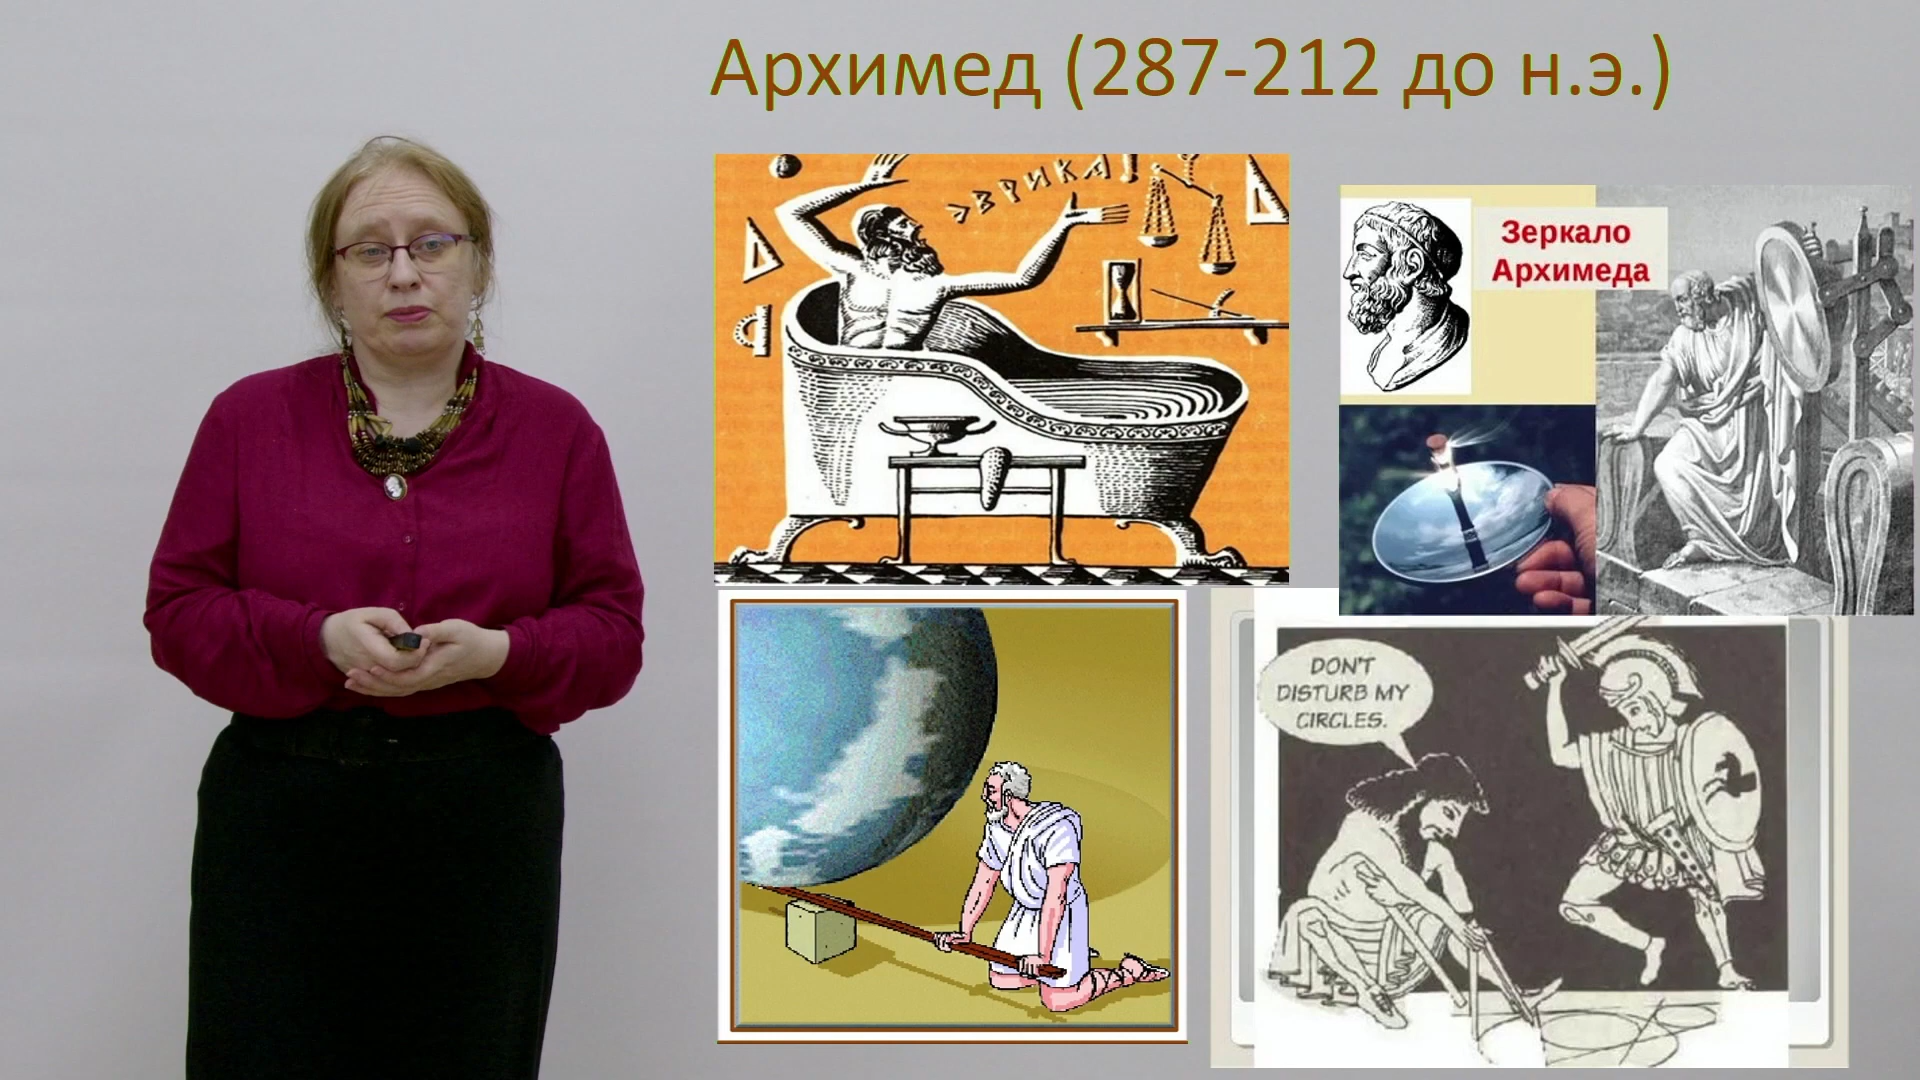 Архимед (287-212 до н.э.)
ЭВРИКА!
Зеркало
Архимеда
DON'T
DISTURB MY
CIRCLES.